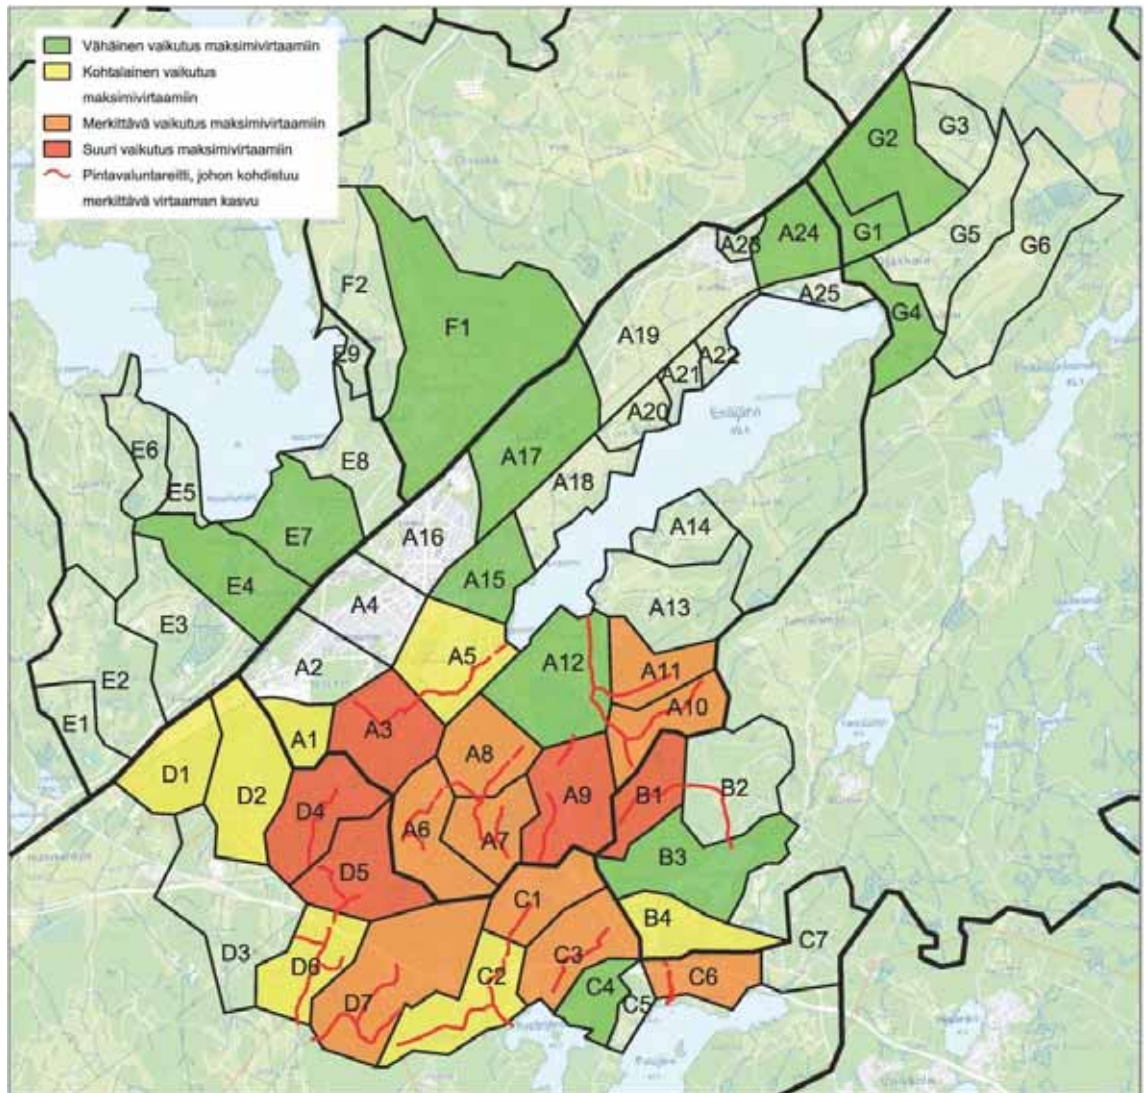 Vähäinen vaikutus maksimivirtaamiin
Kohtalainen vaikutus
maksimivirtaamiin
Merkittävä vaikutus maksimivirtaamiin
Suuri vaikutus maksimivirtaamiin
Pintavaluntareitti, johon kohdistuu
merkittävä virtaaman kasvu
G2
G3
A23
A24
G1
G5
G6
F2
A25
G4
F1
A19
E9
A22
A21
A20
Enäjärvi
E6
E8
A17
E5
A18
A14
E7
A16
A15
E4
A4
A13
E3
A5
A12
A2
A11
E2
A10
E1
A3
A1
A8
D1
D2
B2
D4
A9
B1
A6
A7
B3
D5
C1
B4
C7
D3
D6
C3
C2
C6
C4
D7
C5